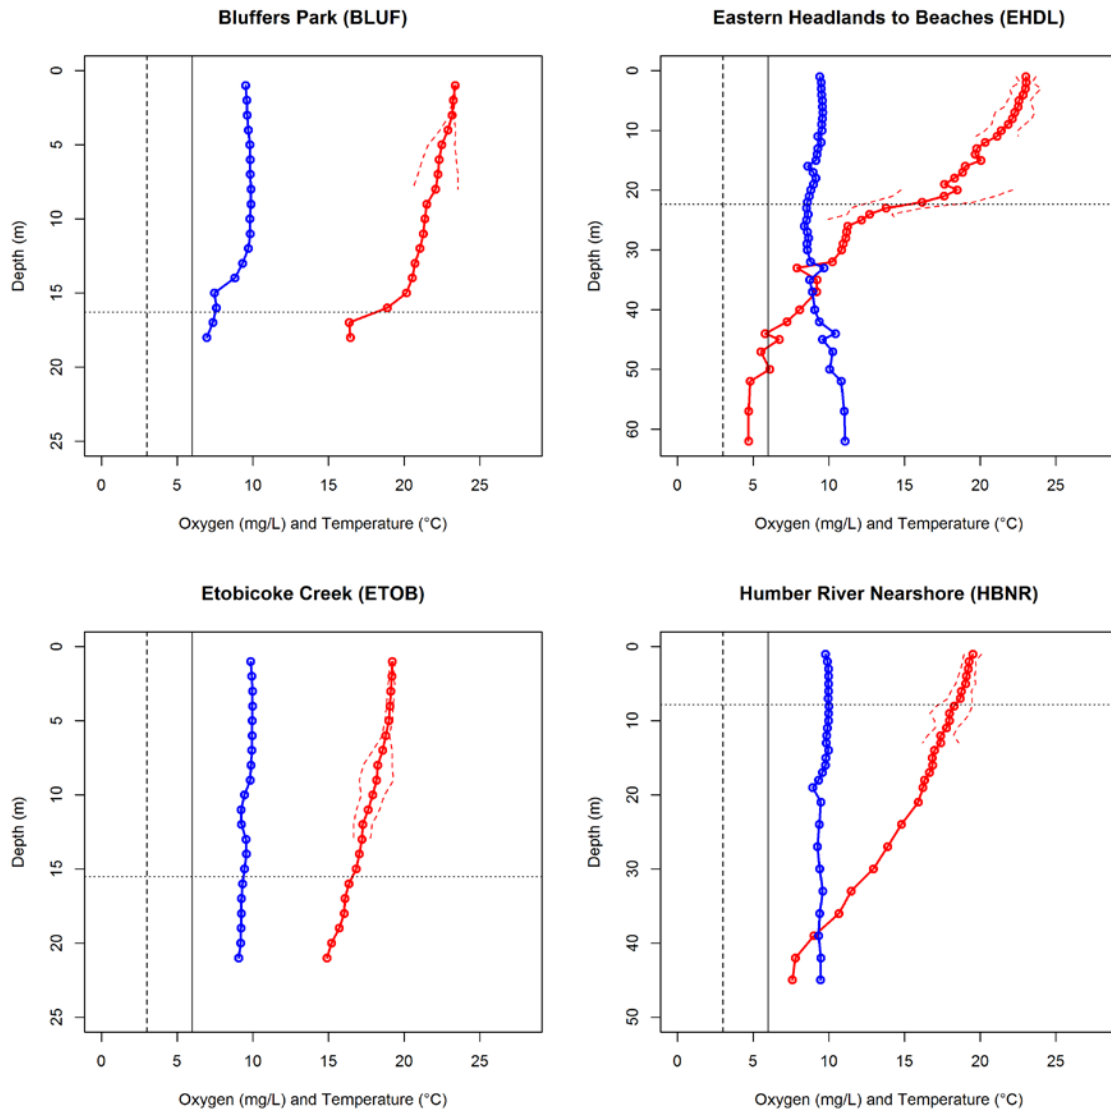 Bluffers Park (BLUF)
0
5
10
15
20
25
Depth (m)
0 5 10 15 20 25
Oxygen (mg/L) and Temperature (°C)
Eastern Headlands to Beaches (EHDL)
0
10
20
30
40
50
60
Depth (m)
0 5 10 15 20 25
Oxygen (mg/L) and Temperature (°C)
Etobicoke Creek (ETOB)
0
5
10
15
20
25
Depth (m)
0 5 10 15 20 25
Oxygen (mg/L) and Temperature (°C)
Humber River Nearshore (HBNR)
0
10
20
30
40
50
Depth (m)
0 5 10 15 20 25
Oxygen (mg/L) and Temperature (°C)